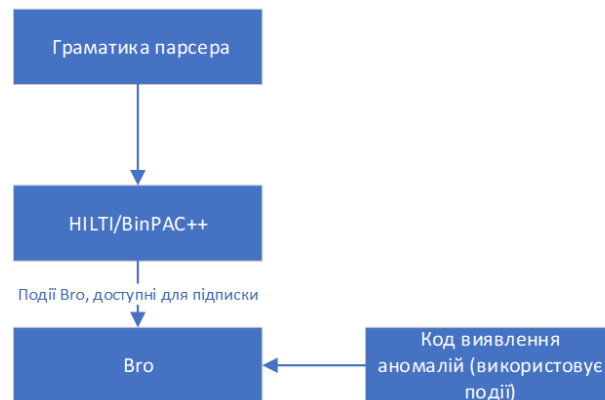 Граматика парсера
HILTI/BinPAC++
Події Bro, доступні для підписки
Bro
Код виявлення
аномалій (використовує
події)